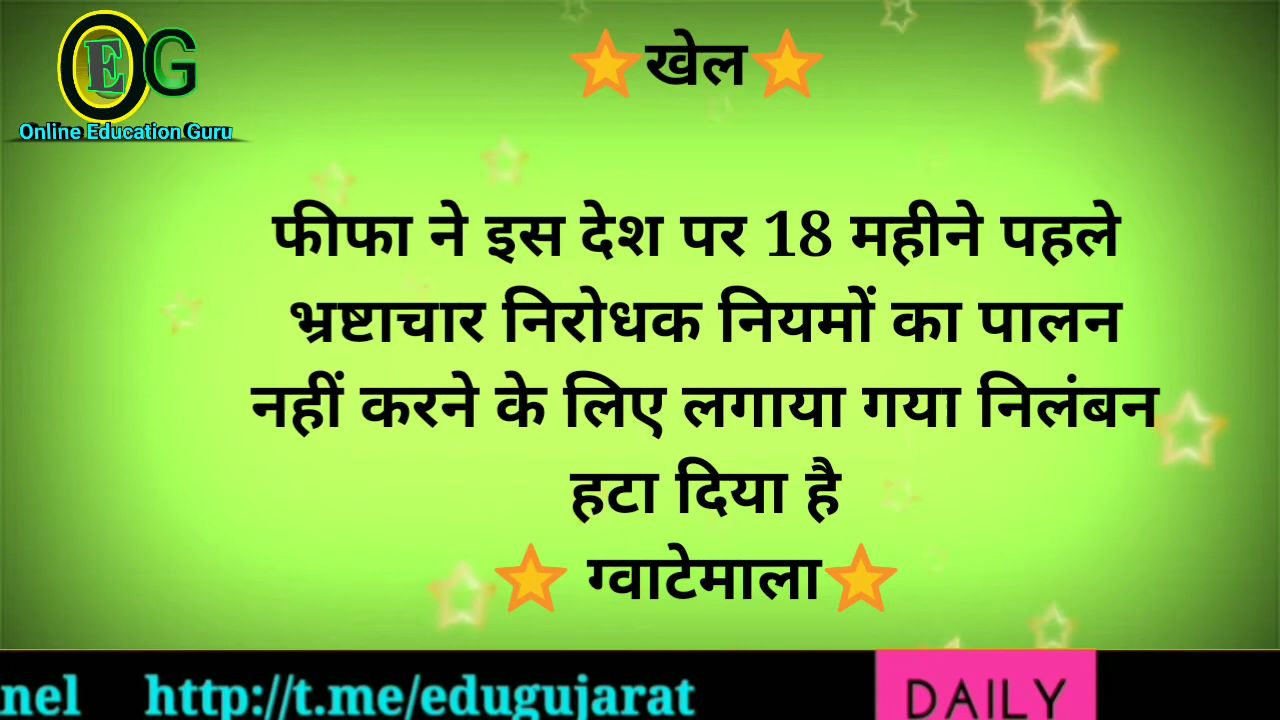 OEG
Online Education Guru
⭐खेल⭐
फीफा ने इस देश पर 18 महीने पहले
भ्रष्टाचार निरोधक नियमों का पालन
नहीं करने के लिए लगाया गया निलंबन
हटा दिया है
⭐ ग्वाटेमाला⭐
nel http://t.me/edugujarat
DAILY